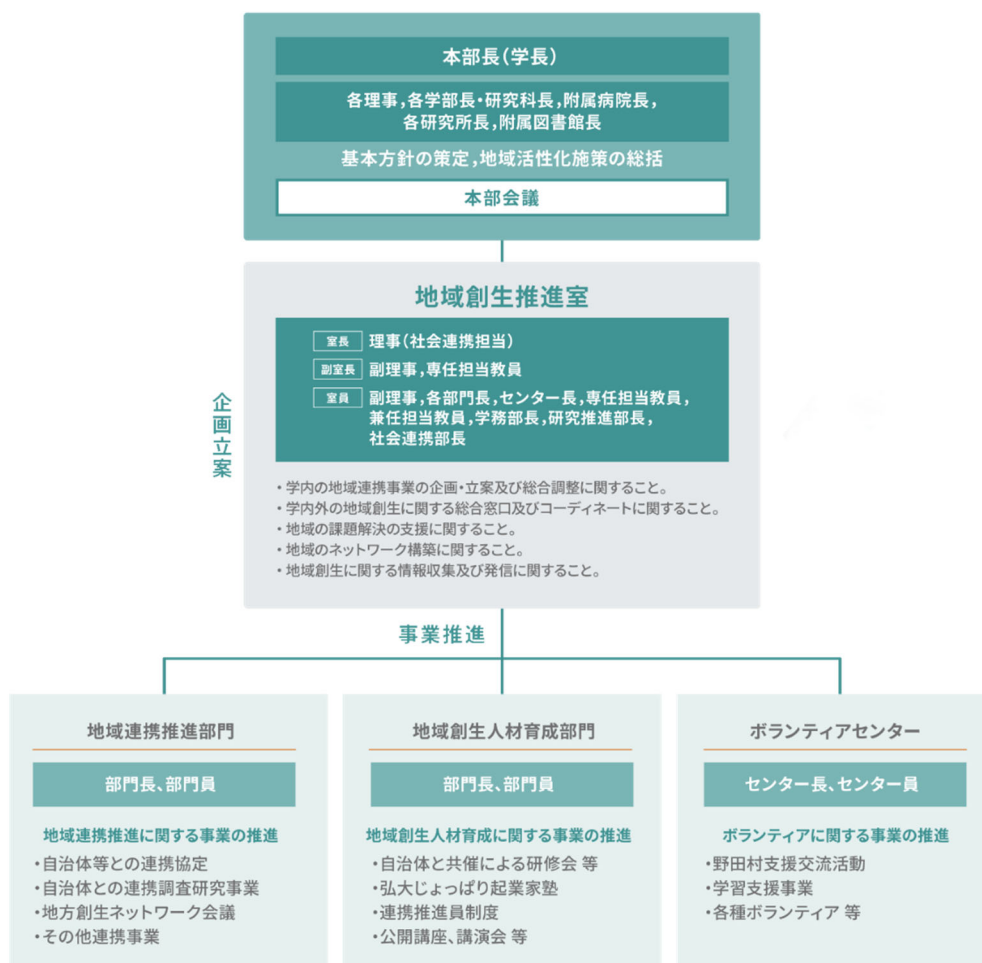 本部長(学長)
各理事,各学部長・研究科長,附属病院長,
各研究所長,附属図書館長
基本方針の策定,地域活性化施策の総括
本部会議
企画立案
地域創生推進室
室長 理事(社会連携担当)
副室長 副理事,専任担当教員
室員 副理事,各部門長,センター長,専任担当教員,
兼任担当教員,学務部長,研究推進部長,
社会連携部長
・学内の地域連携事業の企画・立案及び総合調整に関すること。
・学内外の地域創生に関する総合窓口及びコーディネートに関すること。
・地域の課題解決の支援に関すること。
・地域のネットワーク構築に関すること。
・地域創生に関する情報収集及び発信に関すること。
事業推進
地域連携推進部門
部門長、部門員
地域連携推進に関する事業の推進
・自治体等との連携協定
・自治体との連携調査研究事業
・地方創生ネットワーク会議
・その他連携事業
地域創生人材育成部門
部門長、部門員
地域創生人材育成に関する事業の推進
・自治体と共催による研修会 等
・弘大じょっぱり起業家塾
・連携推進員制度
・公開講座、講演会 等
ボランティアセンター
センター長、センター員
ボランティアに関する事業の推進
・野田村支援交流活動
・学習支援事業
・各種ボランティア 等